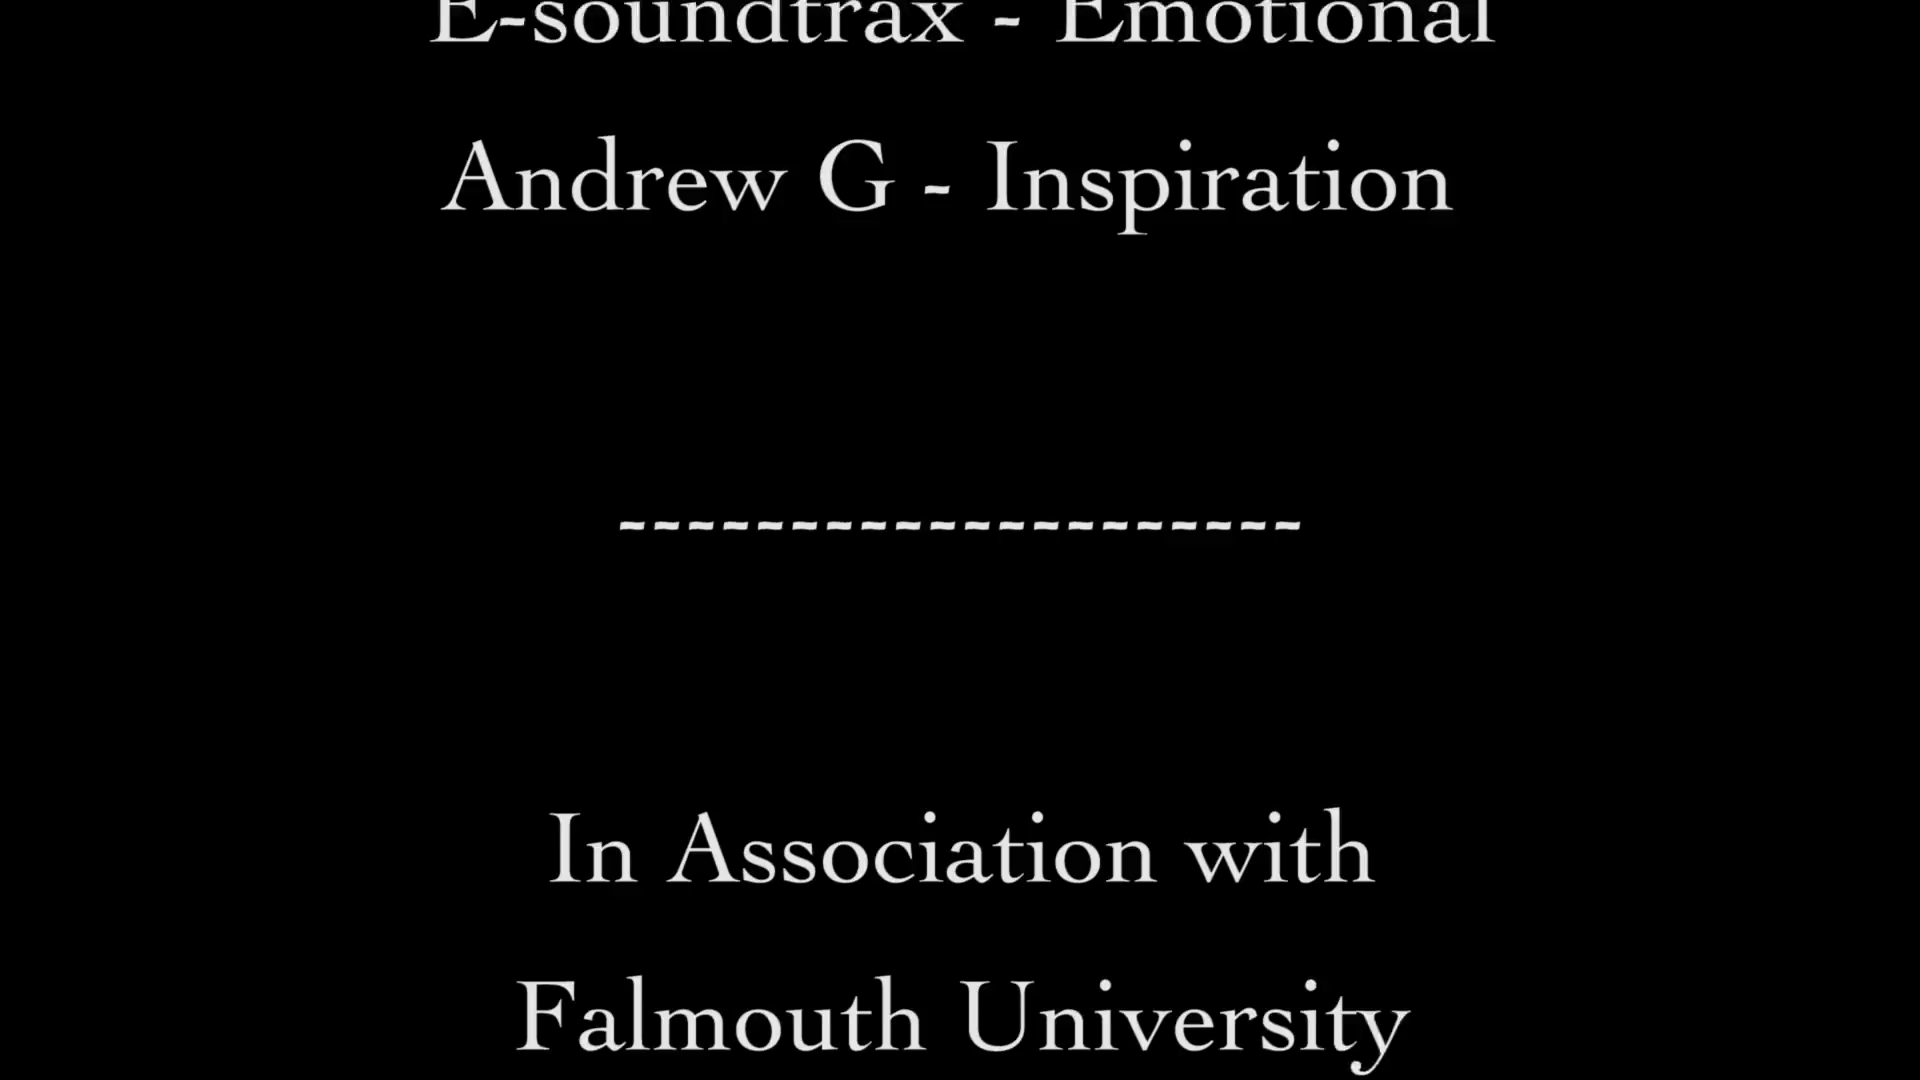 E-soundtrax - Emotional
Andrew G - Inspiration
--------------------
In Association with
Falmouth University